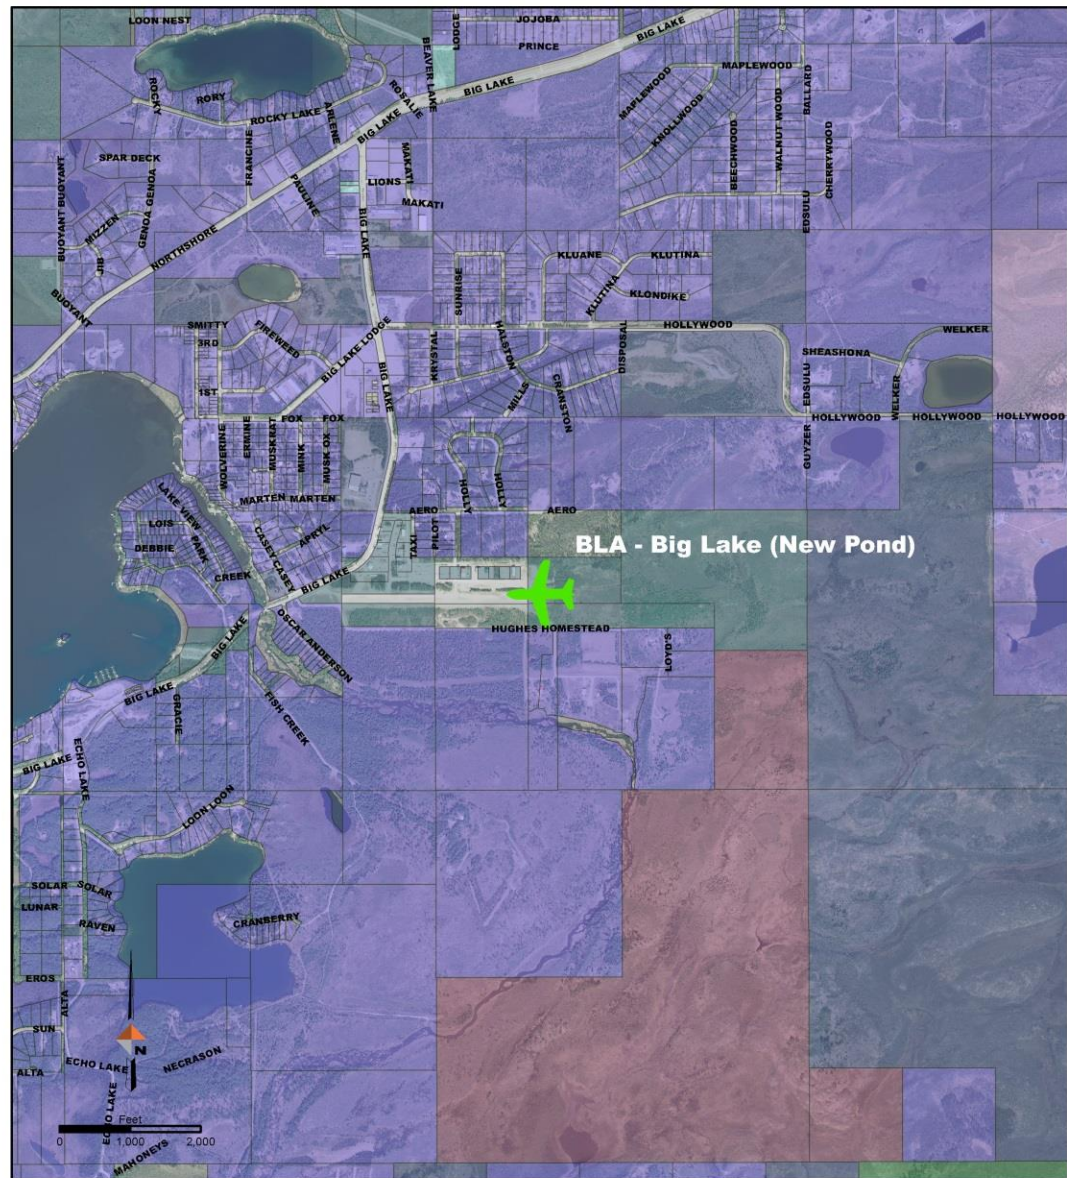 LOON NEST
LODGE
JOJOBA
BIG LAKE
PRINCE
BEAVER LAKE
MAPLEWOOD
MAPLEWOOD
BALLARD
ROCKY
RORY
ROSALIE
BIG LAKE
ROCKY LAKE
ARLENE
BIG LAKE
KNOLLWOOD
BEECHWOOD
WALNUT WOOD
CHERRYWOOD
SPAR DECK
FRANCINE
MAKATI
LIONS
MAKATI
PAULINE
BUOYANT BUOYANT
GENOA GENOA
MIZZEN
EDSULU
BIG LAKE
NORTHSHORE
KLUANE
KLUTINA
SUNRISE
KLUTINA
KLONDIKE
BUOYANT
SMITTY
3RD
FIREWEED
BIG LAKE LODGE
HALSTON
DISPOSAL
HOLLYWOOD
WELKER
SHEASHONA
KRYSTAL
BIG LAKE
1ST
MILLS
CRANSTON
EDSULU
WELKER
FOX
FOX
HOLLYWOOD
HOLLYWOOD
HOLLYWOOD
WOLVERINE
ERMINE
MUSKRAT
MINK
MUSK OX
GUYZER
MARTEN
MARTEN
HOLLY
HOLLY
LAKE VIEW
AERO
AERO
LOIS
DEBBIE
PARK
CASEY CASEY
APRYL
TAXI
PILOT
BLA - Big Lake (New Pond)
CREEK
BIG LAKE
OSCAR ANDERSON
HUGHES HOMESTEAD
BIG LAKE
LOYD'S
BIG LAKE
GRACIE
FISH CREEK
BIG LAKE
ECHO LAKE
LOON LOON
SOLAR
SOLAR
LUNAR
RAVEN
CRANBERRY
EROS
ALTA
SUN
N
ECHO LAKE
NECRASON
ALTA
ECHO LAKE
Feet
0 1,000 2,000
MAHONEYS